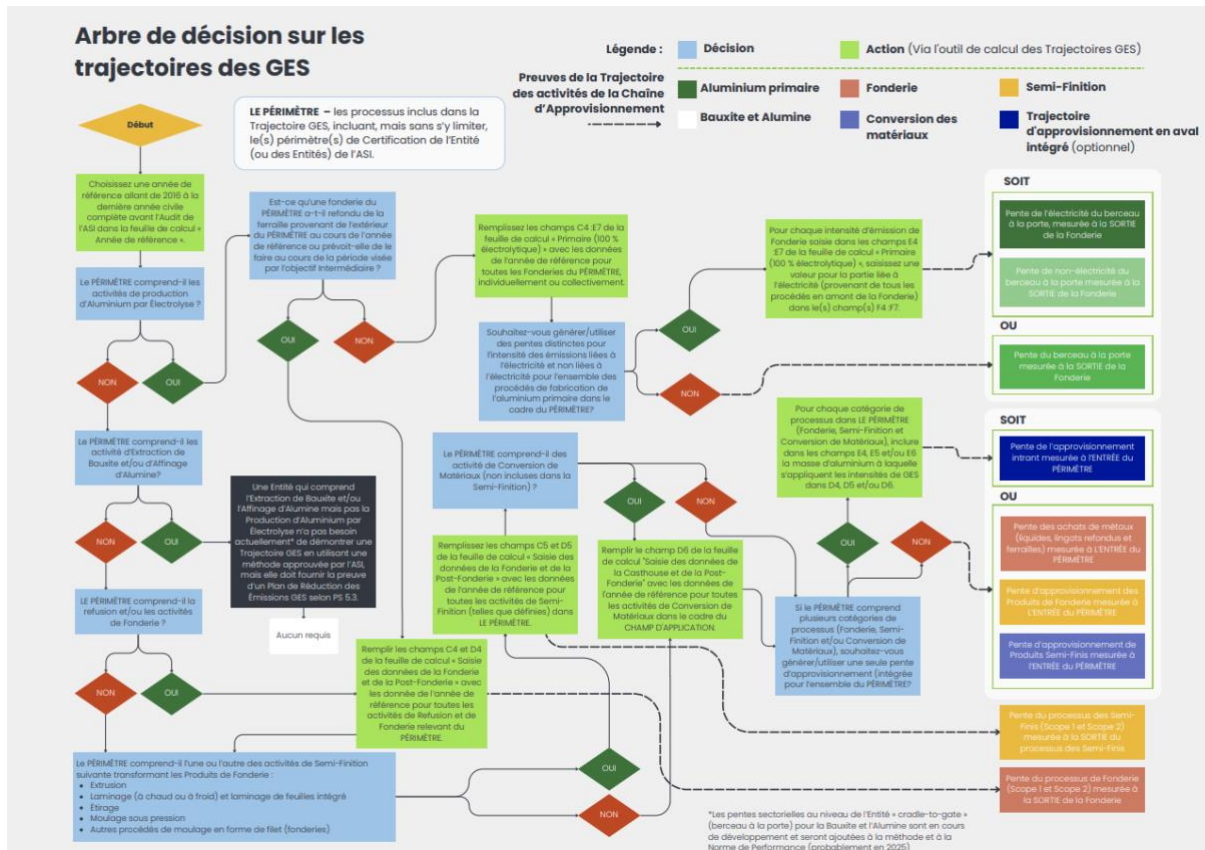 Arbre de décision sur les
trajectoires des GES
Légende :
Décision
Action (Via l'outil de calcul des Trajectoires GES)
Preuves de la Trajectoire
des activités de la Chaîne
d'Approvisionnement
Aluminium primaire
Fonderie
Semi-Finition
Bauxite et Alumine
Conversion des
matériaux
Trajectoire
d'approvisionnement en aval
intégré (optionnel)
Début
LE PÉRIMÈTRE – les processus inclus dans la
Trajectoire GES, incluant, mais sans s'y limiter,
le(s) périmètre(s) de Certification de l'Entité
(ou des Entités) de l'ASI.
Choisissez une année de
référence allant de 2016 à la
dernière année civile
complète avant l'Audit de
l'ASI dans la feuille de calcul «
Année de référence ».
Le PÉRIMÈTRE comprend-il les
activités de production
d'Aluminium par Électrolyse ?
NON
OUI
Est-ce qu'une fonderie du
PÉRIMÈTRE a-t-il refondu de la
ferraille provenant de l'extérieur
du PÉRIMÈTRE au cours de l'année
de référence ou prévoit-elle de le
faire au cours de la période visée
par l'objectif Intermédiaire ?
OUI
NON
Remplissez les champs C4 :E7 de
la feuille de calcul « Primaire (100 %
électrolytique) » avec les données
de l'année de référence pour
toutes les Fonderies du PÉRIMÈTRE,
individuellement ou collectivement.
Souhaitez-vous générer/utiliser
des pentes distinctes pour
l'intensité des émissions liées à
l'électricité et non liées à
l'électricité pour l'ensemble des
procédés de fabrication de
l'aluminium primaire dans le
cadre du PÉRIMÈTRE?
OUI
NON
Pour chaque intensité d'émission
de Fonderie saisie dans les champs E4
:E7 de la feuille de calcul « Primaire
(100 % électrolytique) », saisissez une
valeur pour la partie liée à
l'électricité (provenant de tous les
procédés en amont de la Fonderie)
dans le(s) champ(s) F4 :F7.
SOIT
Pente de l'électricité du berceau
à la porte, mesurée à la SORTIE de
la Fonderie
Pente de non-électricité du
berceau à la porte mesurée à la
SORTIE de la Fonderie
OU
Pente du berceau à la porte
mesurée à la SORTIE de la
Fonderie
Le PÉRIMÈTRE comprend-il les
activité d'Extraction de
Bauxite et/ou d'Affinage
d'Alumine?
NON
OUI
Une Entité qui comprend
l'Extraction de Bauxite et/ou
l'Affinage d'Alumine mais pas la
Production d'Aluminium par
Électrolyse n'a pas besoin
actuellement* de démontrer une
Trajectoire GES en utilisant une
méthode approuvée par l'ASI,
mais elle doit fournir la preuve
d'un Plan de Réduction des
Émissions GES selon PS 5.3.
Aucun requis
LE PÉRIMÈTRE comprend-il la
refusion et/ou les activités
de Fonderie ?
NON
OUI
Remplir les champs C4 et D4
de la feuille de calcul « Saisie
des données de la Fonderie et
de la Post-Fonderie » avec
les donnée de l'année de
référence pour toutes les
activités de Refusion et de
Fonderie relevant du
PÉRIMÈTRE.
Le PÉRIMÈTRE comprend-il des
activité de Conversion de
Matériaux (non incluses dans
la Semi-Finition) ?
OUI
NON
Remplissez les champs C5 et D5
de la feuille de calcul « Saisie des
données de la Fonderie et de la
Post-Fonderie » avec les données
de l'année de référence pour
toutes les activités de Semi-
Finition (telles que définies) dans
LE PÉRIMÈTRE.
Remplir le champ D6 de la feuille
de calcul "Saisie des données de
la Casthouse et de la Post-
Fonderie" avec les données de
l'année de référence pour toutes
les activités de Conversion de
Matériaux dans le cadre du
CHAMP D'APPLICATION.
Pour chaque catégorie de
processus dans LE PÉRIMÈTRE
(Fonderie, Semi-Finition et
Conversion de Matériaux), inclure
dans les champs E4, E5 et/ou E6
la masse d'aluminium à laquelle
s'appliquent les intensités de GES
dans D4, D5 et/ou D6.
OUI
NON
Si le PÉRIMÈTRE comprend
plusieurs catégories de
processus (Fonderie, Semi-
Finition et/ou Conversion de
Matériaux), souhaitez-vous
générer/utiliser une seule pente
d'approvisionnement (intégrée
pour l'ensemble du PÉRIMÈTRE?
SOIT
Pente de l'approvisionnement
intrant mesurée à l'ENTRÉE du
PÉRIMÈTRE
OU
Pente des achats de métaux
(liquides, lingots refondus et
ferrailles) mesurée à L'ENTRÉE du
PÉRIMÈTRE
Pente d'approvisionnement des
Produits de Fonderie mesurée à
L'ENTRÉE du PÉRIMÈTRE
Pente d'approvisionnement de
Produits Semi-Finis mesurée à
l'ENTRÉE du PÉRIMÈTRE
Pente du processus des Semi-
Finis (Scope 1 et Scope 2)
mesurée à la SORTIE du
processus des Semi-Finis
Pente du processus de Fonderie
(Scope 1 et Scope 2) mesurée à
la SORTIE de la Fonderie
Le PÉRIMÈTRE comprend-il l'une ou l'autre des activités de Semi-Finition
suivante transformant les Produits de Fonderie :
• Extrusion
• Laminage (à chaud ou à froid) et laminage de feuilles intégré
• Étirage
• Moulage sous pression
• Autres procédés de moulage en forme de filet (fonderies)
OUI
NON
*Les pentes sectorielles au niveau de l'Entité « cradle-to-gate »
(berceau à la porte) pour la Bauxite et l'Alumine sont en cours
de développement et seront ajoutées à la méthode et à la
Norme de Performance (probablement en 2025)